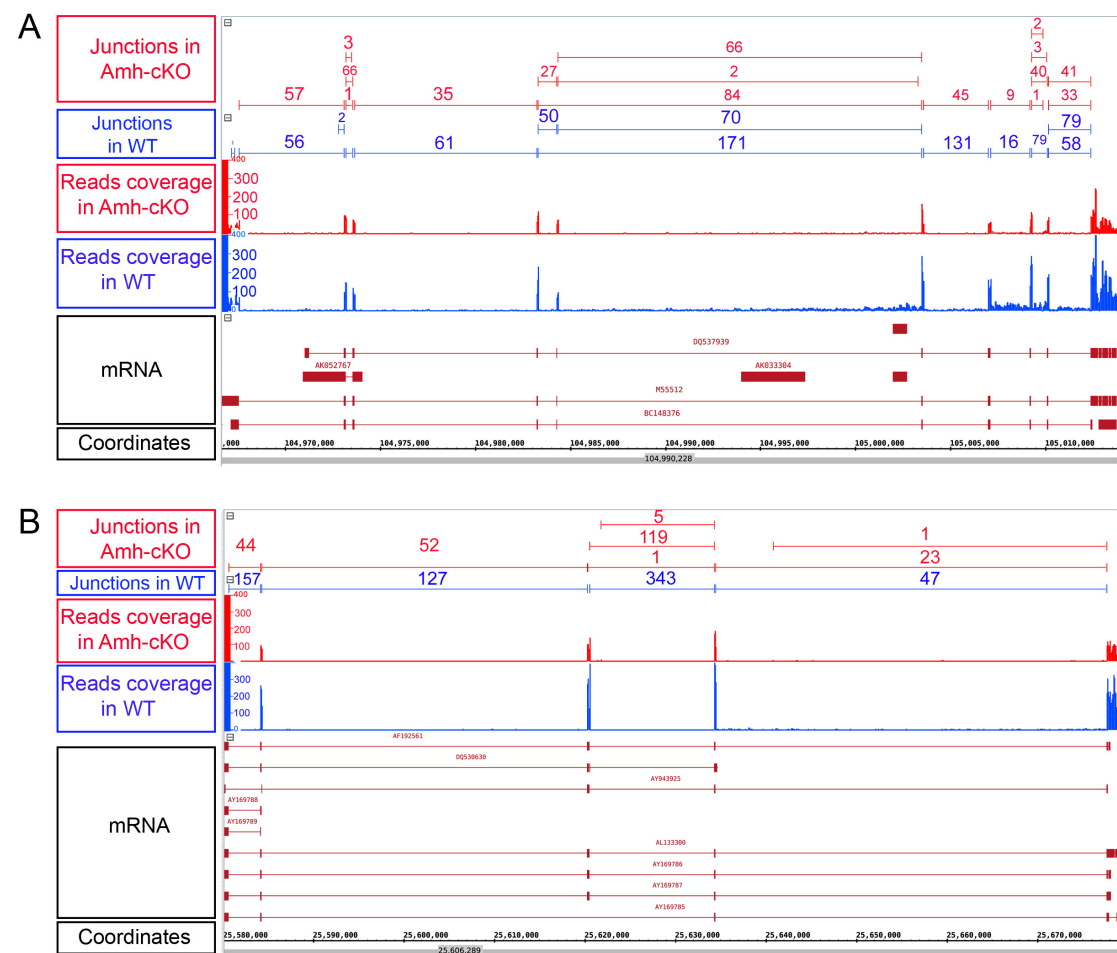 A
Junctions in
Amh-cKO
3
2
66
3
66
27
2
40
41
57
1
35
84
45
9
1
33
Junctions
in WT
2
50
70
79
56
61
171
131
16
79
58
Reads coverage
in Amh-cKO
400
300
200
100
Reads coverage
in WT
400
300
200
100
0
mRNA
DQ537939
AK052767
AK033304
M55512
BC148376
Coordinates
,000
104,970,000
104,975,000
104,980,000
104,985,000
104,990,000
104,995,000
105,000,000
105,005,000
105,010,000
104,990,228
B
Junctions in
Amh-cKO
5
44
52
119
1
1
23
Junctions in WT
157
127
343
47
Reads coverage
in Amh-cKO
400
300
200
100
Reads coverage
in WT
300
200
100
0
mRNA
AF192561
DQ530630
AY943925
AY169788
AY169789
AL133300
AY169786
AY169787
AY169785
Coordinates
25,580,000
25,590,000
25,600,000
25,610,000
25,620,000
25,630,000
25,640,000
25,650,000
25,660,000
25,670,000
25,606,289